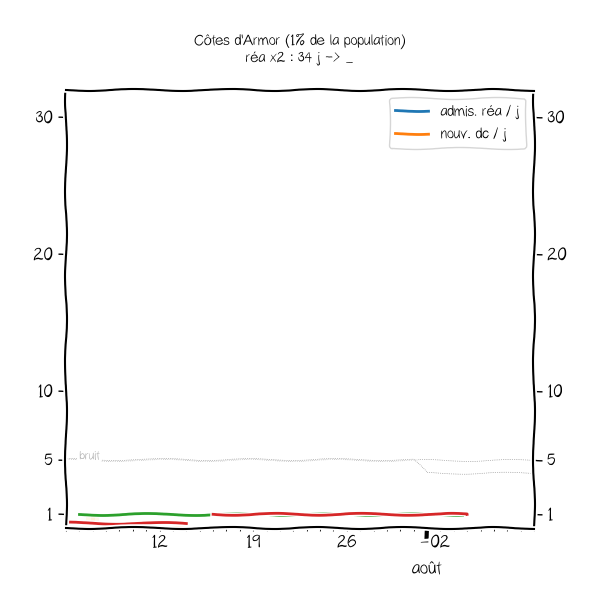 Côtes d'Armor (1% de la population)
réa x2 : 34 j -> _
30
20
10
5
1
bruit
admis. réa / j
nouv. dc / j
30
20
10
5
1
12 19 26 -02
août